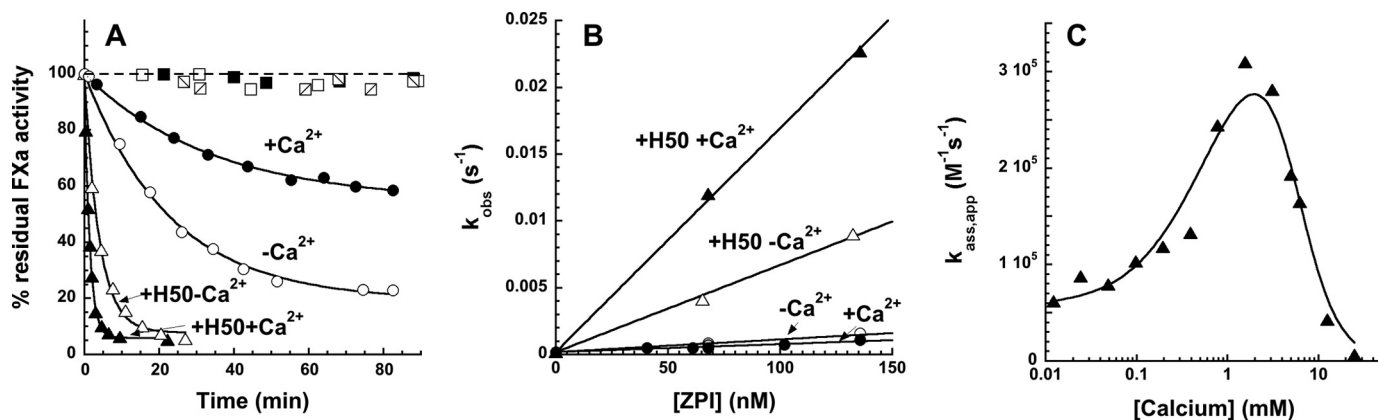 A
% residual FXa activity
100
80
60
40
20
0
+Ca²⁺
-Ca²⁺
+H50-Ca²⁺
+H50+Ca²⁺
0 20 40 60 80
Time (min)
B
k_obs (s⁻¹)
0.025
0.02
0.015
0.01
0.005
0
+H50 +Ca²⁺
+H50 -Ca²⁺
-Ca²⁺
+Ca²⁺
0 50 100 150
[ZPI] (nM)
C
k_ass,app (M⁻¹s⁻¹)
3 10⁵
2 10⁵
1 10⁵
0
0.01 0.1 1 10
[Calcium] (mM)